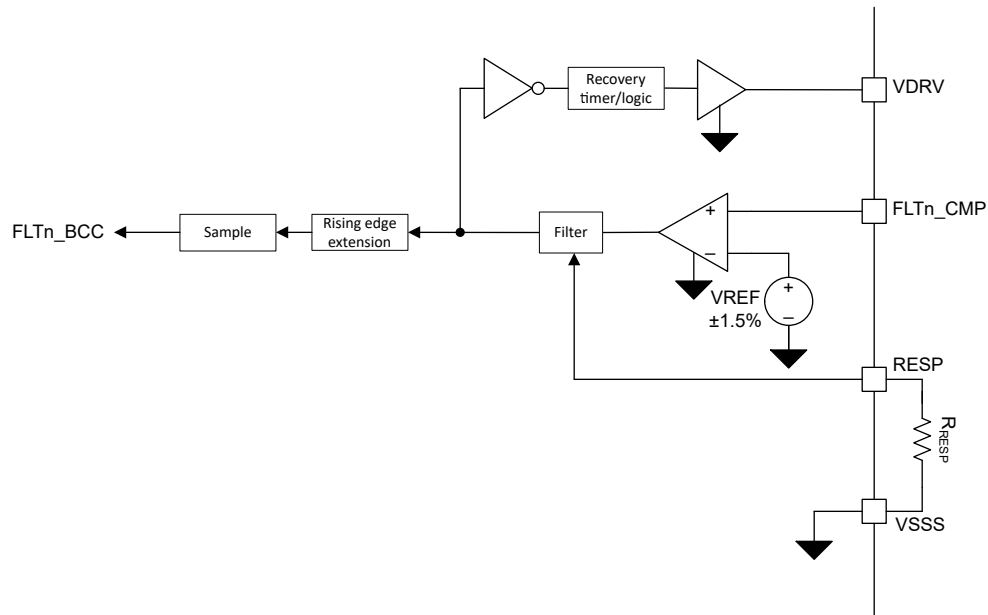 Recovery
timer/logic
VDRV
FLTn_CMP
+
FLTn_BCC
Sample
Rising edge
extension
Filter
–
VREF
±1.5%
+
–
RESP
RRESP
VSSS